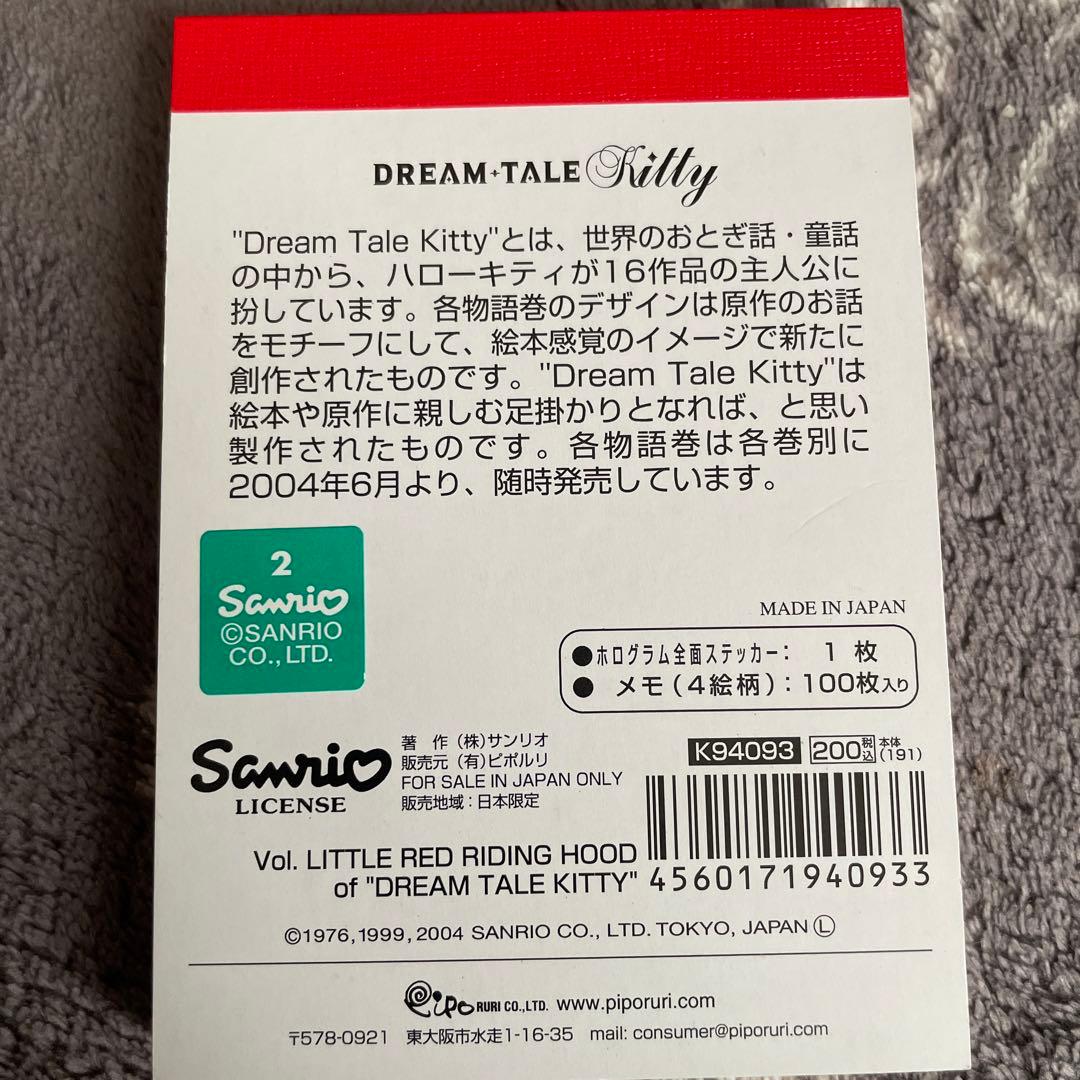 DREAM+TALE Kitty
"Dream Tale Kitty"とは、世界のおとぎ話・童話
の中から、ハローキティが16作品の主人公に
扮しています。各物語巻のデザインは原作のお話
をモチーフにして、絵本感覚のイメージで新たに
創作されたものです。"Dream Tale Kitty"は
絵本や原作に親しむ足掛かりとなれば、と思い
製作されたものです。各物語巻は各巻別に
2004年6月より、随時発売しています。
2
Sanrio
©SANRIO
CO., LTD.
MADE IN JAPAN
●ホログラム全面ステッカー: 1枚
● メモ(4絵柄): 100枚入り
Sanrio
LICENSE
著 作 (株)サンリオ
販売元 (有)ピポルリ
FOR SALE IN JAPAN ONLY
販売地域:日本限定
K94093 200税込 本体(191)
Vol. LITTLE RED RIDING HOOD
of "DREAM TALE KITTY"
4560171940933
©1976,1999, 2004 SANRIO CO., LTD. TOKYO, JAPAN Ⓛ
Pipo RURI CO.,LTD. www.piporuri.com
〒578-0921 東大阪市水走1-16-35 mail: consumer@piporuri.com